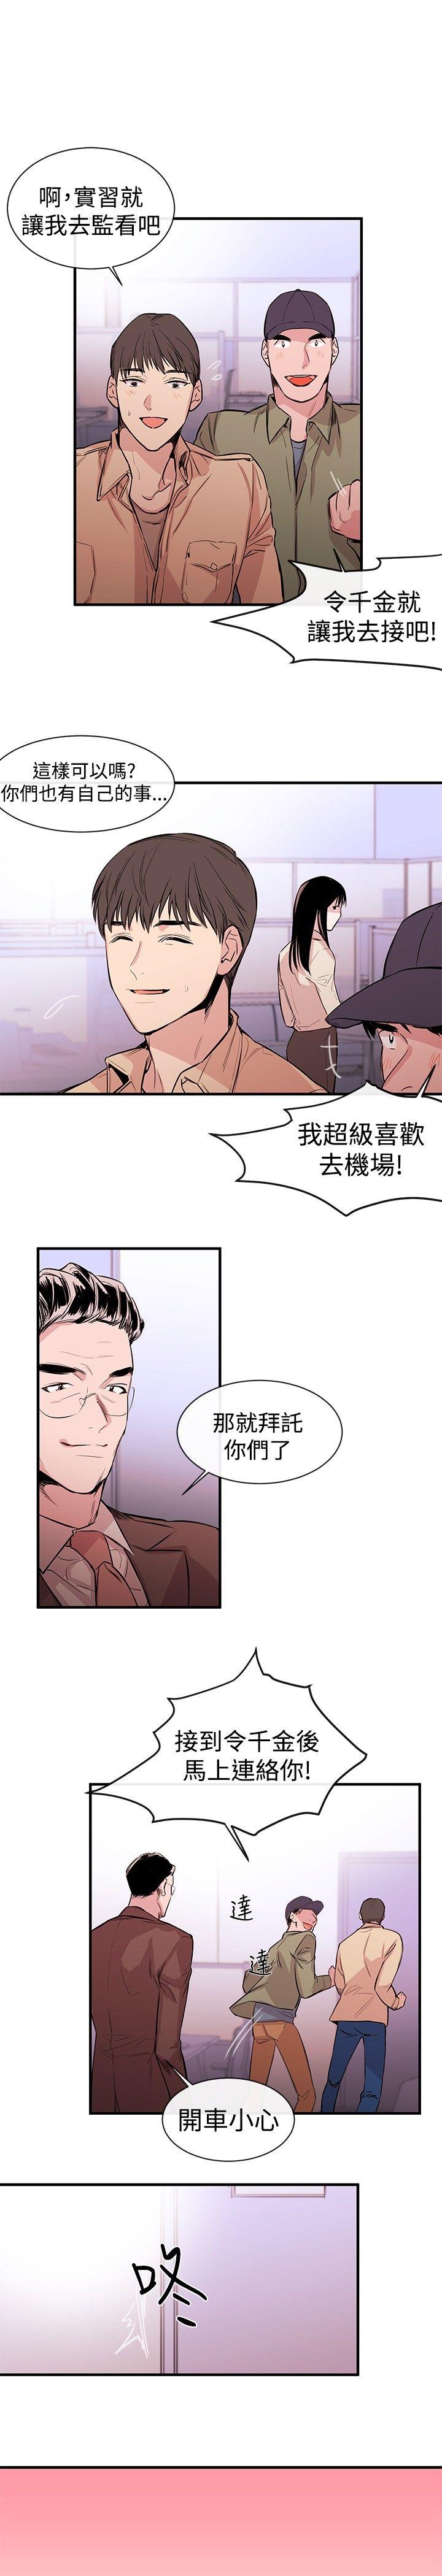 啊,實習就
讓我去監看吧
令千金就
讓我去接吧!
這樣可以嗎?
你們也有自己的事...
我超級喜歡
去機場!
那就拜託
你們了
接到令千金後
馬上連絡你!
達
達
開車小心
咚